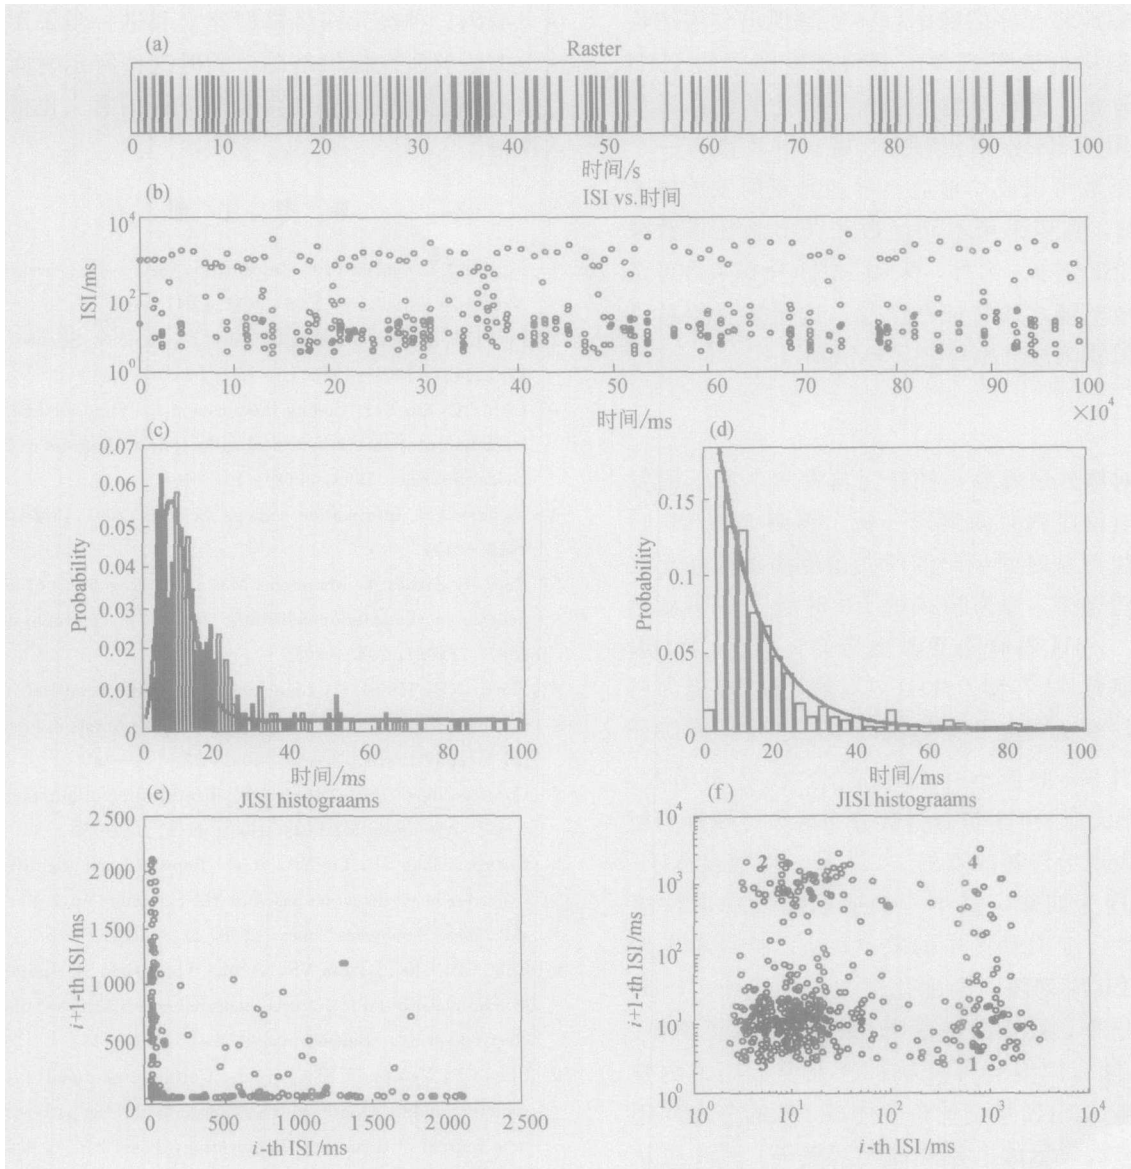 (a)
Raster
0 10 20 30 40 50 60 70 80 90 100
时间/s
(b)
ISI vs.时间
10^4
10^2
10^0
ISI/ms
0 10 20 30 40 50 60 70 80 90 100
×10^4
时间/ms
(c)
0.07
0.06
0.05
0.04
0.03
0.02
0.01
0
Probability
0 20 40 60 80 100
时间/ms
(d)
0.15
0.1
0.05
0
Probability
0 20 40 60 80 100
时间/ms
(e)
JISI histograams
2 500
2 000
1 500
1 000
500
0
i+1-th ISI/ms
0 500 1 000 1 500 2 000 2 500
i-th ISI/ms
(f)
JISI histograams
10^4
10^3
10^2
10^1
10^0
i+1-th ISI/ms
2
4
3
1
10^0 10^1 10^2 10^3 10^4
i-th ISI/ms